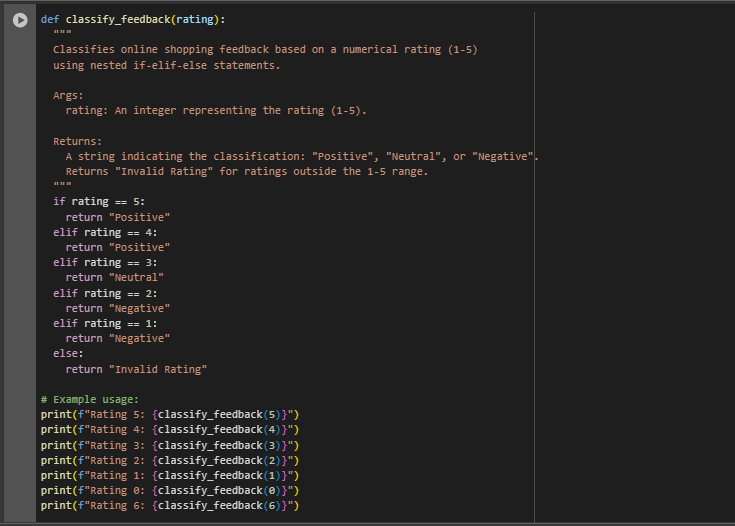 def classify_feedback(rating):
  """
  Classifies online shopping feedback based on a numerical rating (1-5)
  using nested if-elif-else statements.

  Args:
    rating: An integer representing the rating (1-5).

  Returns:
    A string indicating the classification: "Positive", "Neutral", or "Negative".
    Returns "Invalid Rating" for ratings outside the 1-5 range.
  """
  if rating == 5:
    return "Positive"
  elif rating == 4:
    return "Positive"
  elif rating == 3:
    return "Neutral"
  elif rating == 2:
    return "Negative"
  elif rating == 1:
    return "Negative"
  else:
    return "Invalid Rating"

# Example usage:
print(f"Rating 5: {classify_feedback(5)}")
print(f"Rating 4: {classify_feedback(4)}")
print(f"Rating 3: {classify_feedback(3)}")
print(f"Rating 2: {classify_feedback(2)}")
print(f"Rating 1: {classify_feedback(1)}")
print(f"Rating 0: {classify_feedback(0)}")
print(f"Rating 6: {classify_feedback(6)}")